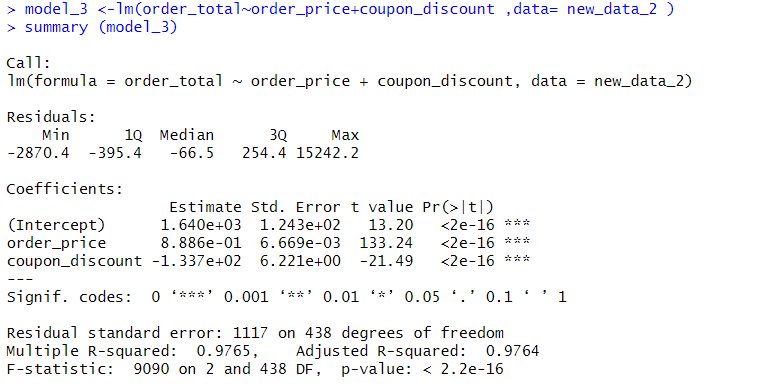 > model_3 <-lm(order_total~order_price+coupon_discount ,data= new_data_2 )
> summary (model_3)
Call:
lm(formula = order_total ~ order_price + coupon_discount, data = new_data_2)
Residuals:
    Min      1Q  Median      3Q     Max
-2870.4  -395.4   -66.5   254.4 15242.2
Coefficients:
                  Estimate Std. Error t value Pr(>|t|)
(Intercept)      1.640e+03  1.243e+02   13.20   <2e-16 ***
order_price      8.886e-01  6.669e-03  133.24   <2e-16 ***
coupon_discount -1.337e+02  6.221e+00  -21.49   <2e-16 ***
---
Signif. codes:  0 ‘***’ 0.001 ‘**’ 0.01 ‘*’ 0.05 ‘.’ 0.1 ‘ ’ 1
Residual standard error: 1117 on 438 degrees of freedom
Multiple R-squared:  0.9765,    Adjusted R-squared:  0.9764
F-statistic:  9090 on 2 and 438 DF,  p-value: < 2.2e-16